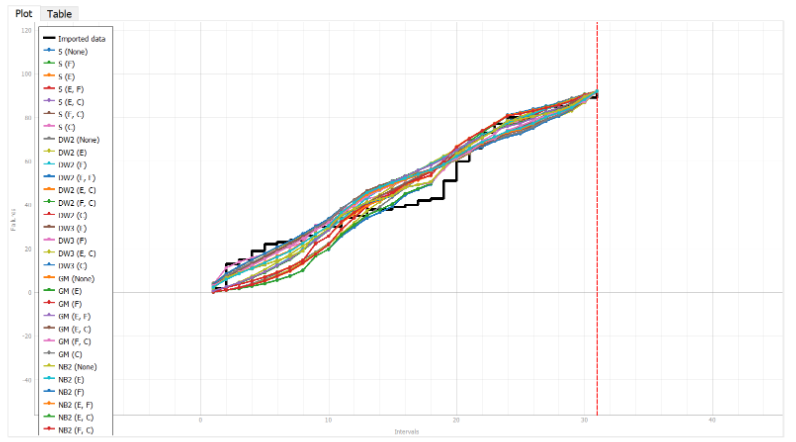 Plot Table
120
100
80
60
40
20
0
-20
-40
Imported data
S (None)
S (F)
S (E)
S (E, F)
S (E, C)
S (F, C)
S (C)
DW2 (None)
DW2 (E)
DW2 (F)
DW2 (E, F)
DW2 (E, C)
DW2 (F, C)
DW2 (C)
DW3 (E)
DW3 (F)
DW3 (E, C)
DW3 (C)
GM (None)
GM (E)
GM (F)
GM (E, F)
GM (E, C)
GM (F, C)
GM (C)
NB2 (None)
NB2 (E)
NB2 (F)
NB2 (E, F)
NB2 (E, C)
NB2 (F, C)
0 10 20 30 40
Intervals